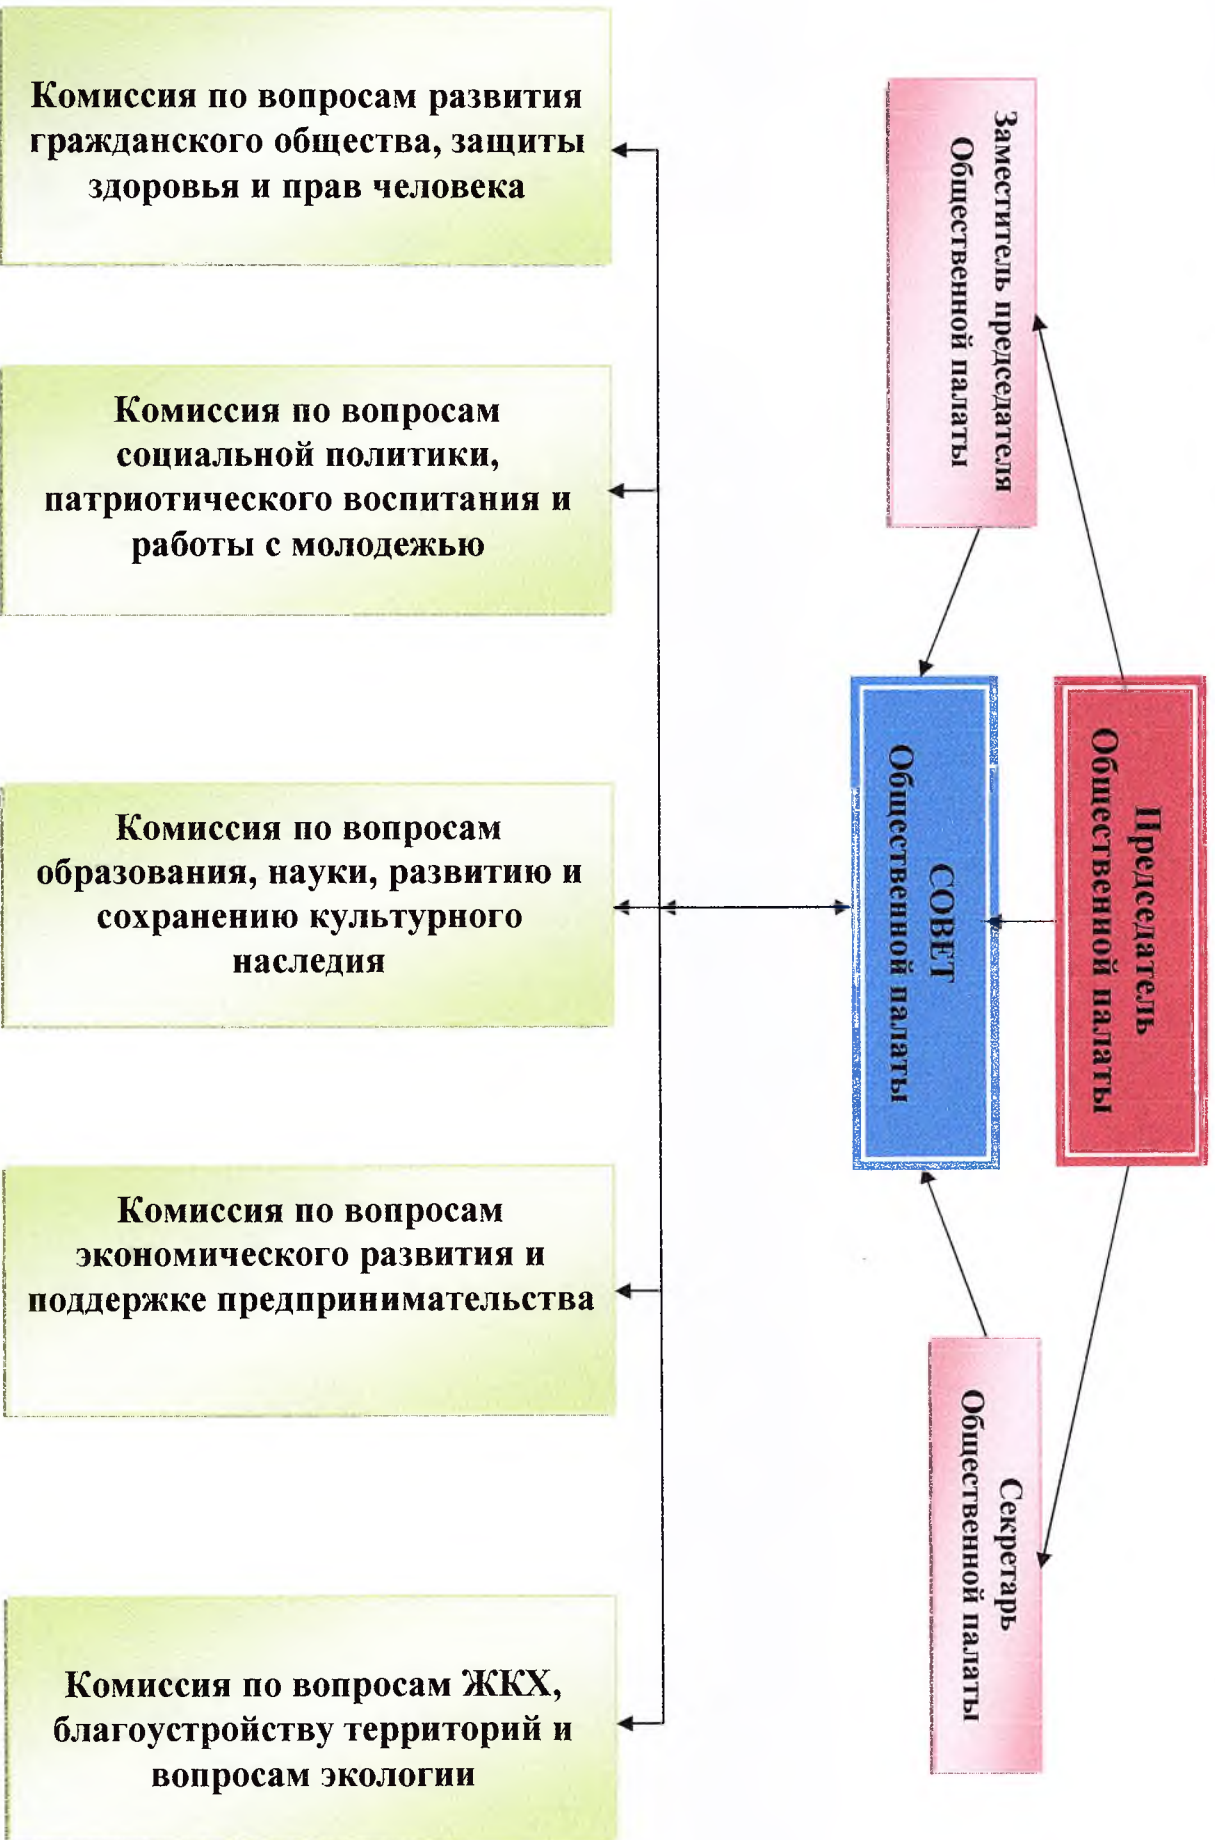 Председатель
Общественной палаты
Заместитель председателя
Общественной палаты
СОВЕТ
Общественной палаты
Секретарь
Общественной палаты
Комиссия по вопросам развития
гражданского общества, защиты
здоровья и прав человека
Комиссия по вопросам
социальной политики,
патриотического воспитания и
работы с молодежью
Комиссия по вопросам
образования, науки, развитию и
сохранению культурного
наследия
Комиссия по вопросам
экономического развития и
поддержке предпринимательства
Комиссия по вопросам ЖКХ,
благоустройству территорий и
вопросам экологии